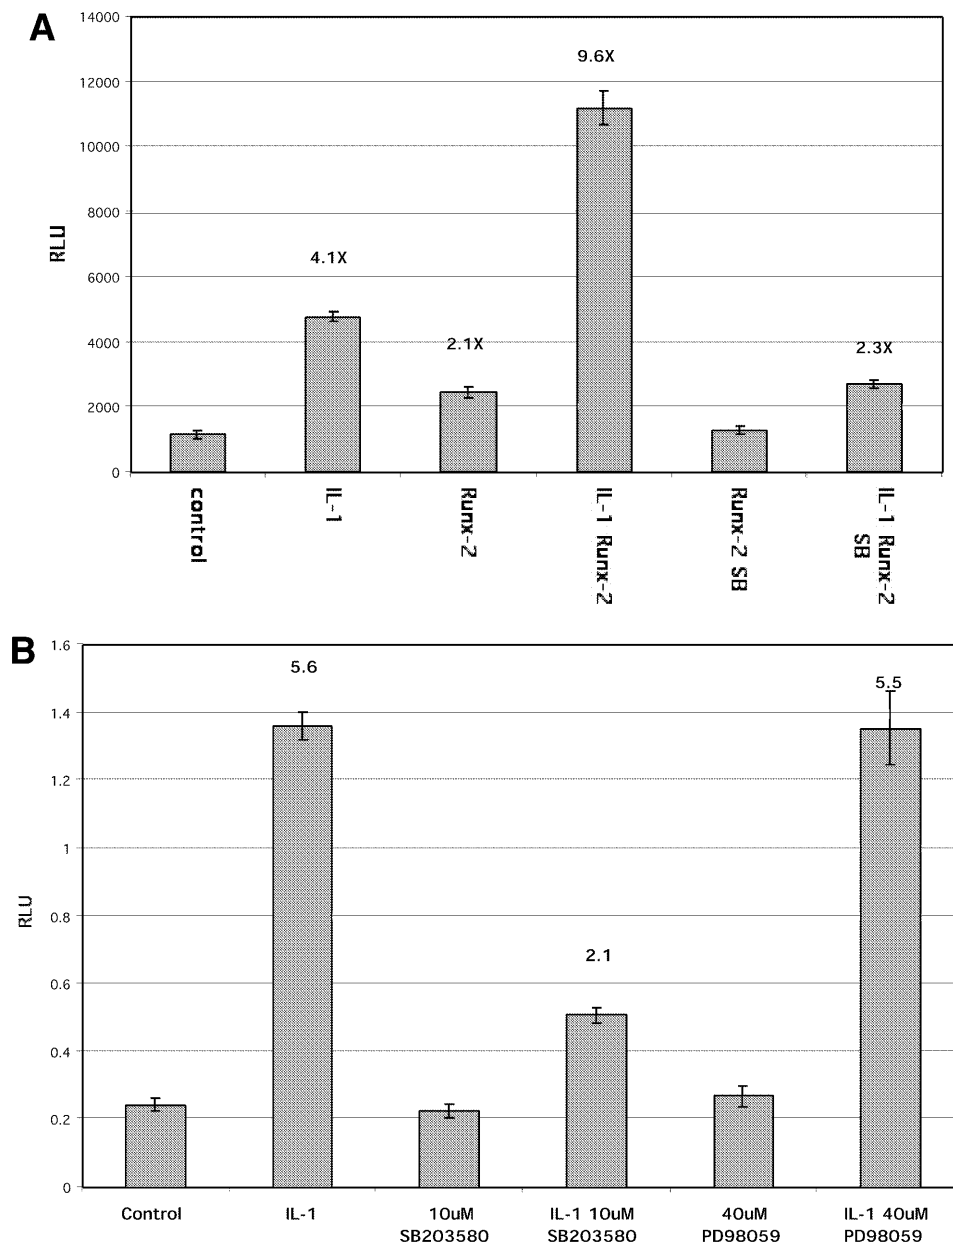 A
14000
12000
10000
8000
6000
4000
2000
0
RLU
4.1X
2.1X
9.6X
2.3X
control
IL-1
Runx-2
IL-1 Runx-2
Runx-2 SB
IL-1 Runx-2
SB
B
1.6
1.4
1.2
1
0.8
0.6
0.4
0.2
0
RLU
5.6
2.1
5.5
Control
IL-1
10uM
SB203580
IL-1 10uM
SB203580
40uM
PD98059
IL-1 40uM
PD98059